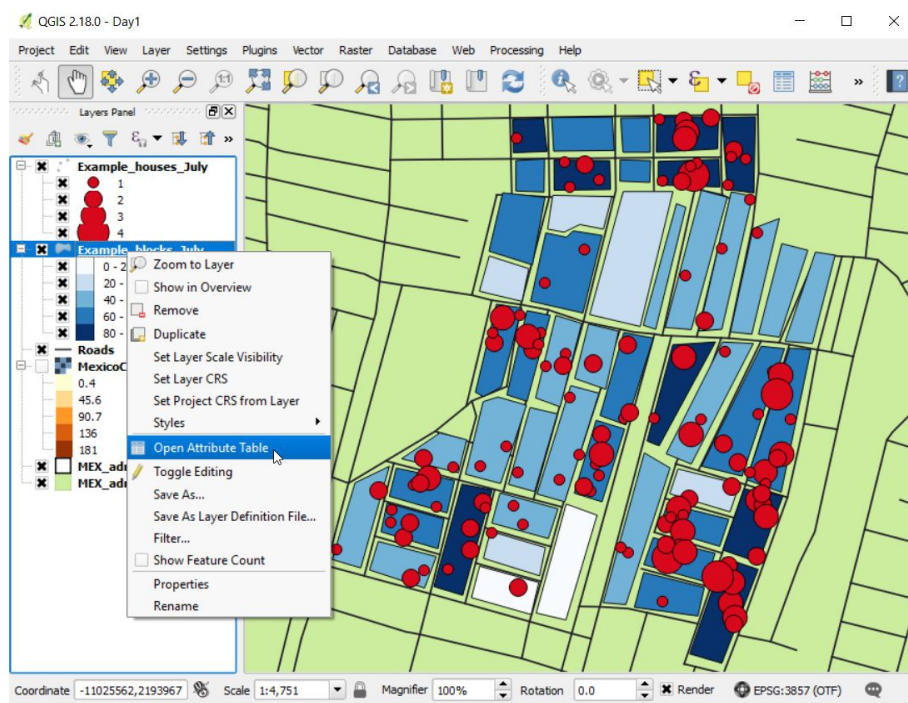 QGIS 2.18.0 - Day1
Project Edit View Layer Settings Plugins Vector Raster Database Web Processing Help
Layers Panel
Example_houses_July
1
2
3
4
Example_blocks_July
0 - 2
20 -
40 -
60 -
80 -
Roads
MexicoC
0.4
45.6
90.7
136
181
MEX_adm
MEX_adm
Zoom to Layer
Show in Overview
Remove
Duplicate
Set Layer Scale Visibility
Set Layer CRS
Set Project CRS from Layer
Styles
Open Attribute Table
Toggle Editing
Save As...
Save As Layer Definition File...
Filter...
Show Feature Count
Properties
Rename
Coordinate -11025562,2193967 Scale 1:4,751 Magnifier 100% Rotation 0.0 Render EPSG:3857 (OTF)